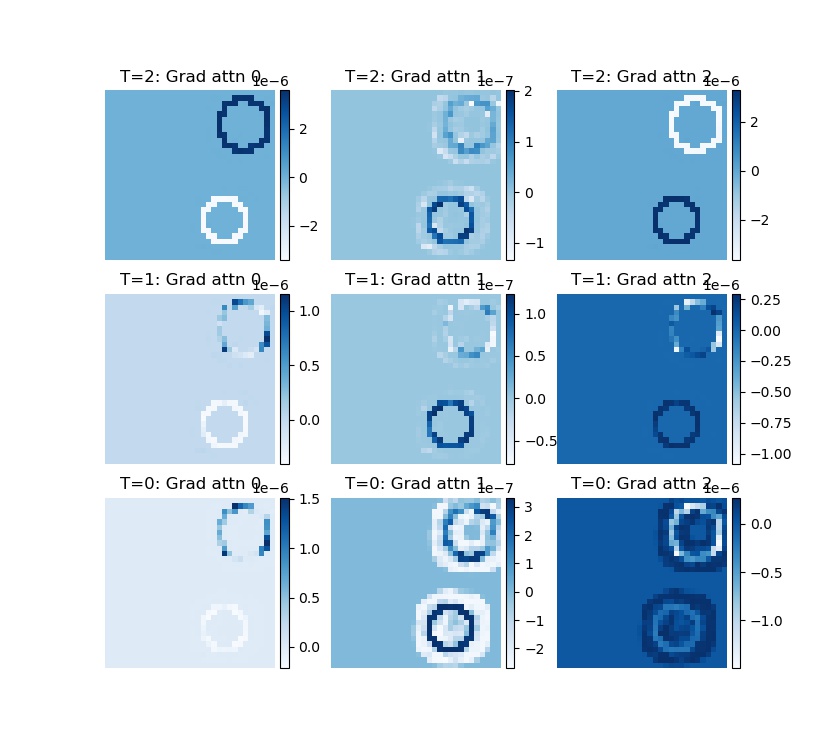 T=2: Grad attn 0
1e−6
T=2: Grad attn 1
1e−7
T=2: Grad attn 2
1e−6
2
0
−2
2
1
0
−1
2
0
−2
T=1: Grad attn 0
1e−6
T=1: Grad attn 1
1e−7
T=1: Grad attn 2
1e−6
1.0
0.5
0.0
1.0
0.5
0.0
−0.5
0.25
0.00
−0.25
−0.50
−0.75
−1.00
T=0: Grad attn 0
1e−6
T=0: Grad attn 1
1e−7
T=0: Grad attn 2
1e−6
1.5
1.0
0.5
0.0
3
2
1
0
−1
−2
0.0
−0.5
−1.0